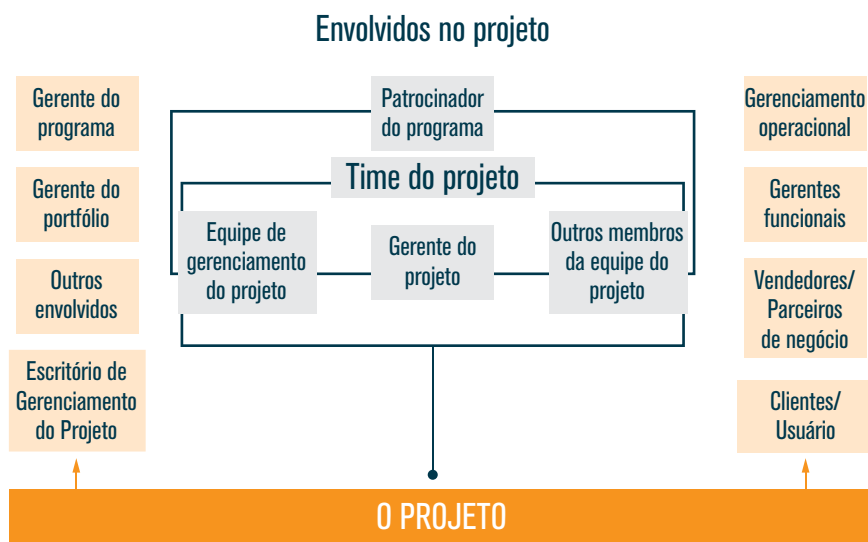 Envolvidos no projeto
Gerente do
programa
Gerente do
portfólio
Outros
envolvidos
Escritório de
Gerenciamento
do Projeto
Patrocinador
do programa
Time do projeto
Equipe de
gerenciamento
do projeto
Gerente do
projeto
Outros membros
da equipe do
projeto
Gerenciamento
operacional
Gerentes
funcionais
Vendedores/
Parceiros
de negócio
Clientes/
Usuário
O PROJETO